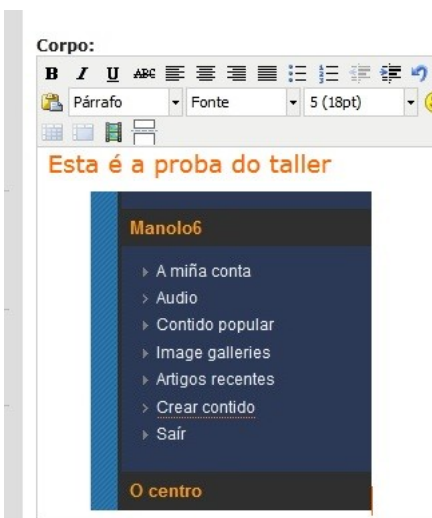 Corpo:
B I U ABC
Párrafo Fonte 5 (18pt)
Esta é a proba do taller
Manolo6
A miña conta
Audio
Contido popular
Image galleries
Artigos recentes
Crear contido
Saír
O centro